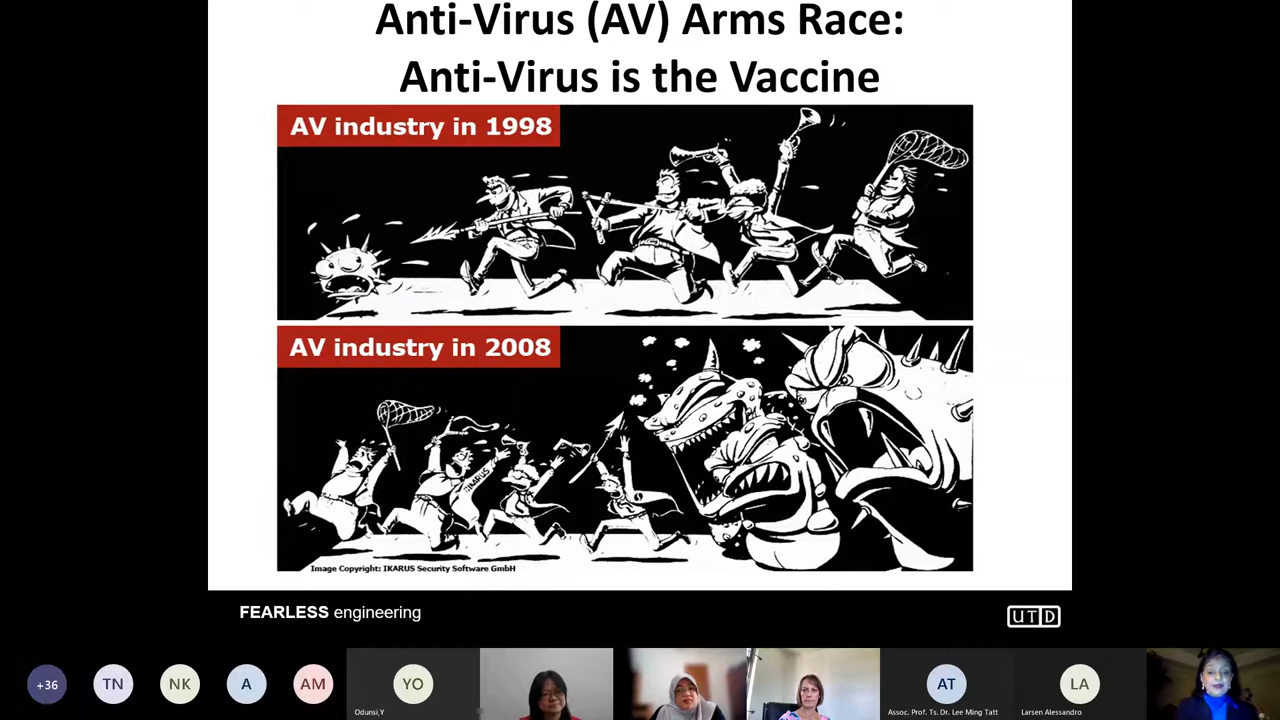 Anti-Virus (AV) Arms Race:
Anti-Virus is the Vaccine
AV industry in 1998
AV industry in 2008
IKARUS
Image Copyright: IKARUS Security Software GmbH
FEARLESS engineering
UTD
+36
TN
NK
A
AM
YO
AT
LA
Odunsi,Y
Assoc. Prof. Ts. Dr. Lee Ming Tatt
Larsen Alessandro